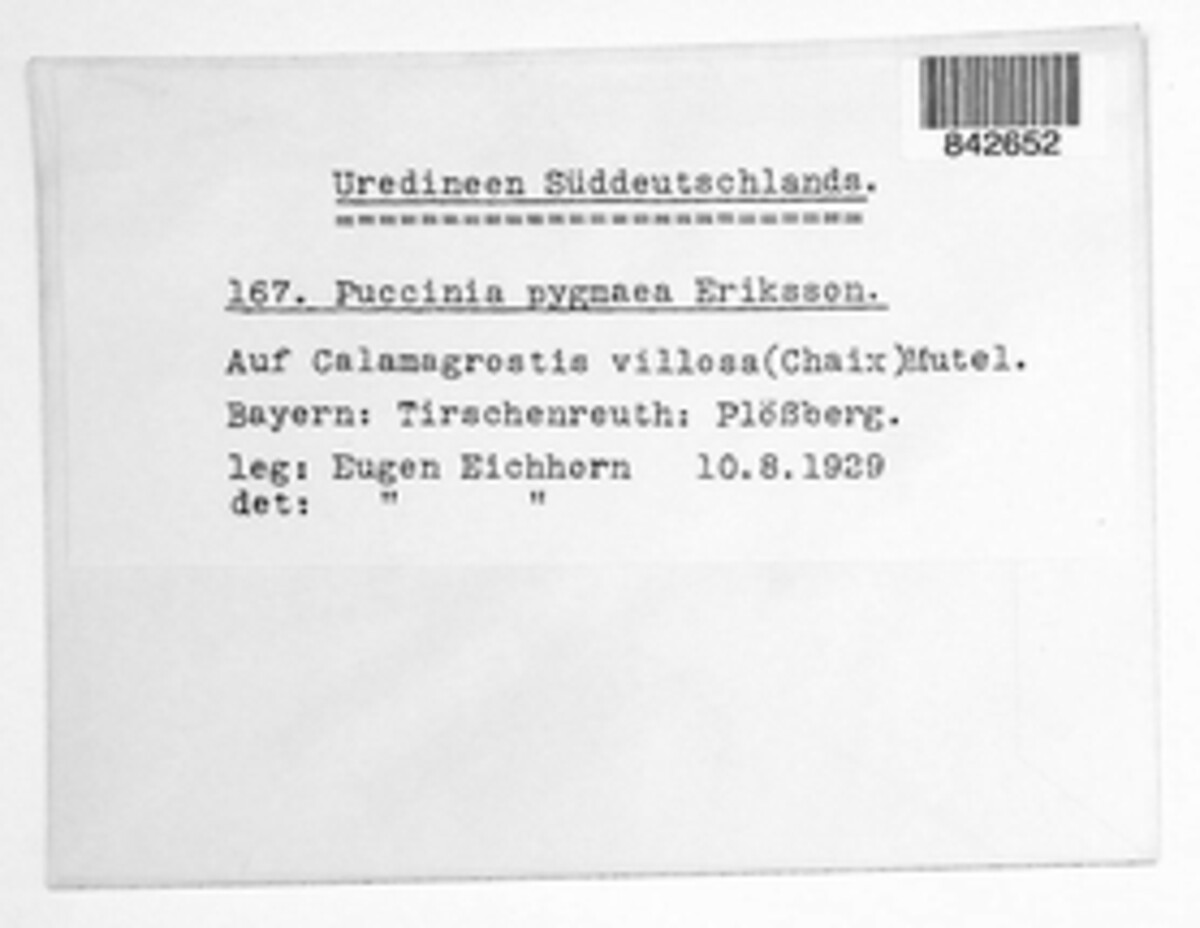 842652
Uredineen Süddeutschlands.
=========================
167. Puccinia pygmaea Eriksson.
Auf Calamagrostis villosa(Chaix)Mutel.
Bayern: Tirschenreuth: Plößberg.
leg: Eugen Eichhorn 10.8.1929
det: " "